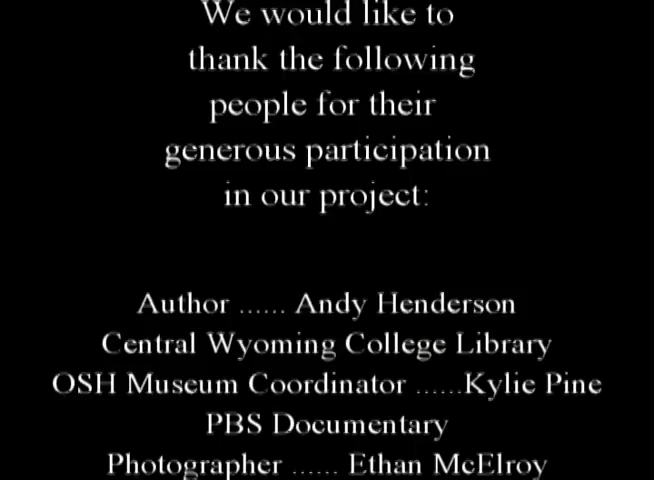 We would like to
thank the following
people for their
generous participation
in our project:
Author ...... Andy Henderson
Central Wyoming College Library
OSH Museum Coordinator ......Kylie Pine
PBS Documentary
Photographer ...... Ethan McElroy